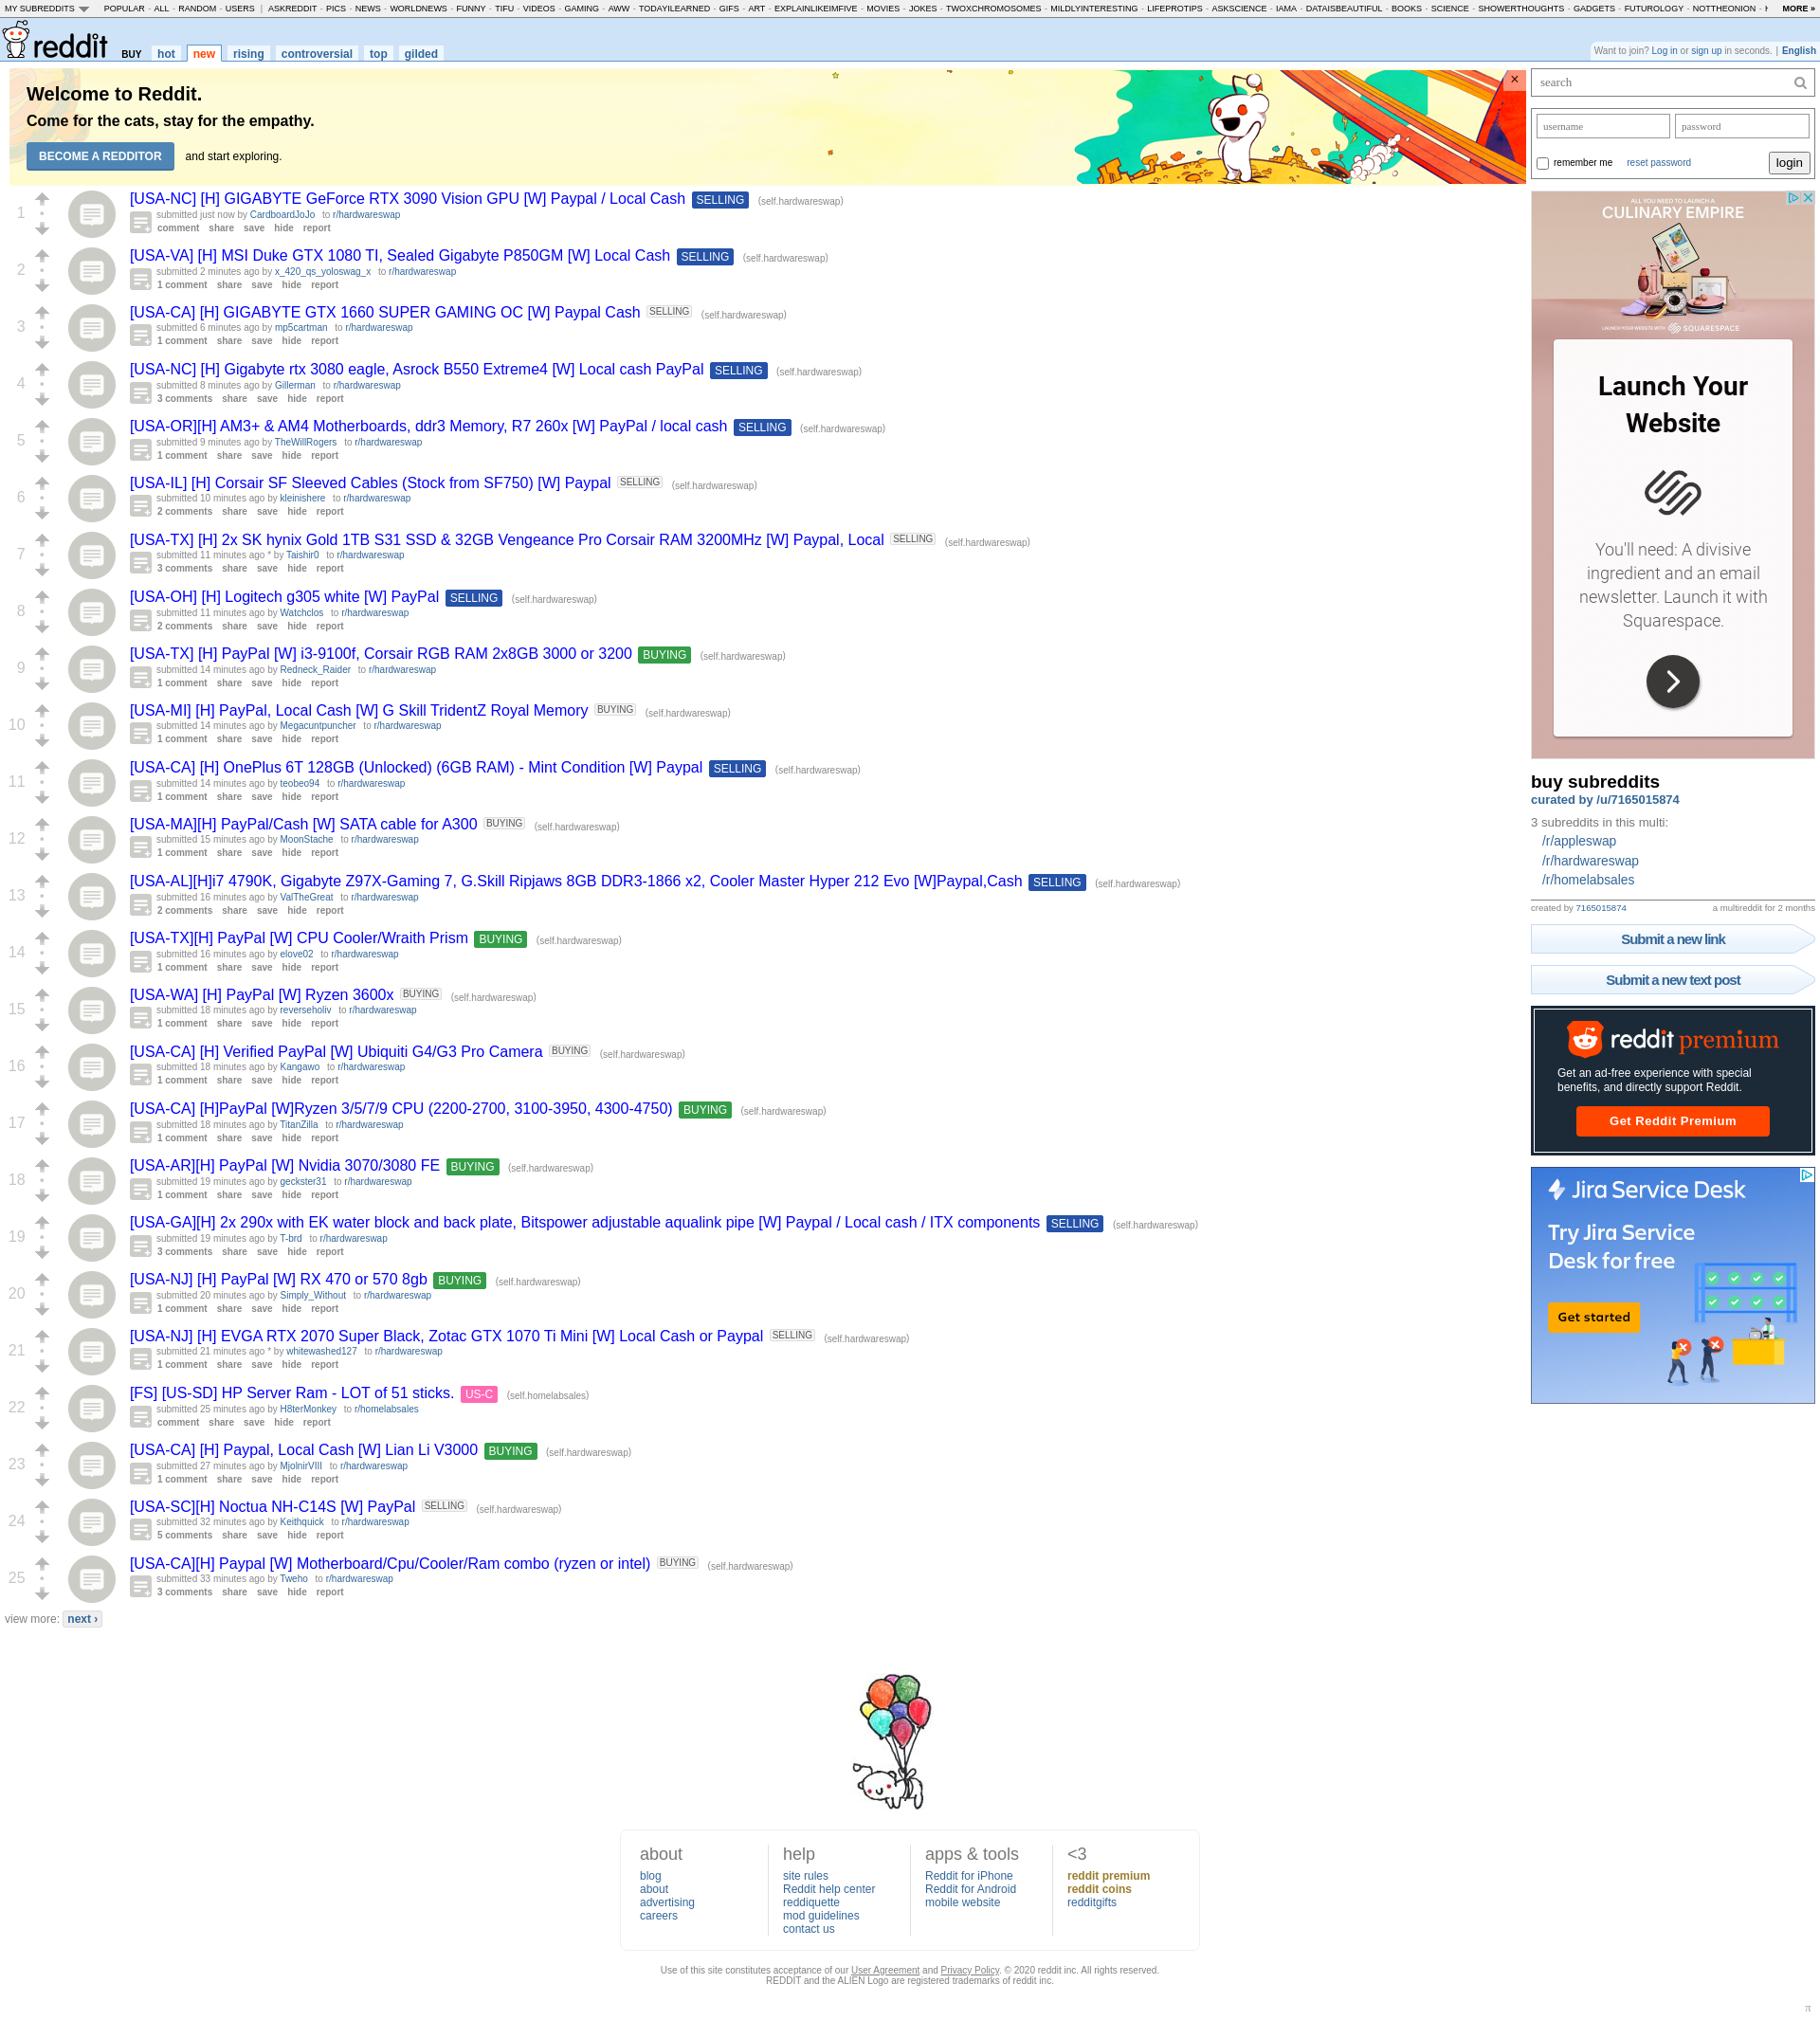 MY SUBREDDITS POPULAR - ALL - RANDOM - USERS | ASKREDDIT - PICS - NEWS - WORLDNEWS - FUNNY - TIFU - VIDEOS - GAMING - AWW - TODAYILEARNED - GIFS - ART - EXPLAINLIKEIMFIVE - MOVIES - JOKES - TWOXCHROMOSOMES - MILDLYINTERESTING - LIFEPROTIPS - ASKSCIENCE - IAMA - DATAISBEAUTIFUL - BOOKS - SCIENCE - SHOWERTHOUGHTS - GADGETS - FUTUROLOGY - NOTTHEONION - MORE »
reddit BUY hot new rising controversial top gilded
Want to join? Log in or sign up in seconds. | English
Welcome to Reddit.
Come for the cats, stay for the empathy.
BECOME A REDDITOR and start exploring.
×
1
[USA-NC] [H] GIGABYTE GeForce RTX 3090 Vision GPU [W] Paypal / Local Cash SELLING (self.hardwareswap)
submitted just now by CardboardJoJo to r/hardwareswap
comment share save hide report
2
[USA-VA] [H] MSI Duke GTX 1080 TI, Sealed Gigabyte P850GM [W] Local Cash SELLING (self.hardwareswap)
submitted 2 minutes ago by x_420_qs_yoloswag_x to r/hardwareswap
1 comment share save hide report
3
[USA-CA] [H] GIGABYTE GTX 1660 SUPER GAMING OC [W] Paypal Cash SELLING (self.hardwareswap)
submitted 6 minutes ago by mp5cartman to r/hardwareswap
1 comment share save hide report
4
[USA-NC] [H] Gigabyte rtx 3080 eagle, Asrock B550 Extreme4 [W] Local cash PayPal SELLING (self.hardwareswap)
submitted 8 minutes ago by Gillerman to r/hardwareswap
3 comments share save hide report
5
[USA-OR][H] AM3+ & AM4 Motherboards, ddr3 Memory, R7 260x [W] PayPal / local cash SELLING (self.hardwareswap)
submitted 9 minutes ago by TheWillRogers to r/hardwareswap
1 comment share save hide report
6
[USA-IL] [H] Corsair SF Sleeved Cables (Stock from SF750) [W] Paypal SELLING (self.hardwareswap)
submitted 10 minutes ago by kleinishere to r/hardwareswap
2 comments share save hide report
7
[USA-TX] [H] 2x SK hynix Gold 1TB S31 SSD & 32GB Vengeance Pro Corsair RAM 3200MHz [W] Paypal, Local SELLING (self.hardwareswap)
submitted 11 minutes ago * by Taishir0 to r/hardwareswap
3 comments share save hide report
8
[USA-OH] [H] Logitech g305 white [W] PayPal SELLING (self.hardwareswap)
submitted 11 minutes ago by Watchclos to r/hardwareswap
2 comments share save hide report
9
[USA-TX] [H] PayPal [W] i3-9100f, Corsair RGB RAM 2x8GB 3000 or 3200 BUYING (self.hardwareswap)
submitted 14 minutes ago by Redneck_Raider to r/hardwareswap
1 comment share save hide report
10
[USA-MI] [H] PayPal, Local Cash [W] G Skill TridentZ Royal Memory BUYING (self.hardwareswap)
submitted 14 minutes ago by Megacuntpuncher to r/hardwareswap
1 comment share save hide report
11
[USA-CA] [H] OnePlus 6T 128GB (Unlocked) (6GB RAM) - Mint Condition [W] Paypal SELLING (self.hardwareswap)
submitted 14 minutes ago by teobeo94 to r/hardwareswap
1 comment share save hide report
12
[USA-MA][H] PayPal/Cash [W] SATA cable for A300 BUYING (self.hardwareswap)
submitted 15 minutes ago by MoonStache to r/hardwareswap
1 comment share save hide report
13
[USA-AL][H]i7 4790K, Gigabyte Z97X-Gaming 7, G.Skill Ripjaws 8GB DDR3-1866 x2, Cooler Master Hyper 212 Evo [W]Paypal,Cash SELLING (self.hardwareswap)
submitted 16 minutes ago by ValTheGreat to r/hardwareswap
2 comments share save hide report
14
[USA-TX][H] PayPal [W] CPU Cooler/Wraith Prism BUYING (self.hardwareswap)
submitted 16 minutes ago by elove02 to r/hardwareswap
1 comment share save hide report
15
[USA-WA] [H] PayPal [W] Ryzen 3600x BUYING (self.hardwareswap)
submitted 18 minutes ago by reverseholiv to r/hardwareswap
1 comment share save hide report
16
[USA-CA] [H] Verified PayPal [W] Ubiquiti G4/G3 Pro Camera BUYING (self.hardwareswap)
submitted 18 minutes ago by Kangawo to r/hardwareswap
1 comment share save hide report
17
[USA-CA] [H]PayPal [W]Ryzen 3/5/7/9 CPU (2200-2700, 3100-3950, 4300-4750) BUYING (self.hardwareswap)
submitted 18 minutes ago by TitanZilla to r/hardwareswap
1 comment share save hide report
18
[USA-AR][H] PayPal [W] Nvidia 3070/3080 FE BUYING (self.hardwareswap)
submitted 19 minutes ago by geckster31 to r/hardwareswap
1 comment share save hide report
19
[USA-GA][H] 2x 290x with EK water block and back plate, Bitspower adjustable aqualink pipe [W] Paypal / Local cash / ITX components SELLING (self.hardwareswap)
submitted 19 minutes ago by T-brd to r/hardwareswap
3 comments share save hide report
20
[USA-NJ] [H] PayPal [W] RX 470 or 570 8gb BUYING (self.hardwareswap)
submitted 20 minutes ago by Simply_Without to r/hardwareswap
1 comment share save hide report
21
[USA-NJ] [H] EVGA RTX 2070 Super Black, Zotac GTX 1070 Ti Mini [W] Local Cash or Paypal SELLING (self.hardwareswap)
submitted 21 minutes ago * by whitewashed127 to r/hardwareswap
1 comment share save hide report
22
[FS] [US-SD] HP Server Ram - LOT of 51 sticks. US-C (self.homelabsales)
submitted 25 minutes ago by H8terMonkey to r/homelabsales
comment share save hide report
23
[USA-CA] [H] Paypal, Local Cash [W] Lian Li V3000 BUYING (self.hardwareswap)
submitted 27 minutes ago by MjolnirVIII to r/hardwareswap
1 comment share save hide report
24
[USA-SC][H] Noctua NH-C14S [W] PayPal SELLING (self.hardwareswap)
submitted 32 minutes ago by Keithquick to r/hardwareswap
5 comments share save hide report
25
[USA-CA][H] Paypal [W] Motherboard/Cpu/Cooler/Ram combo (ryzen or intel) BUYING (self.hardwareswap)
submitted 33 minutes ago by Tweho to r/hardwareswap
3 comments share save hide report
view more: next ›
search
username password
remember me reset password login
ALL YOU NEED TO LAUNCH A
CULINARY EMPIRE
LAUNCH YOUR WEBSITE WITH SQUARESPACE
Launch Your
Website
You'll need: A divisive
ingredient and an email
newsletter. Launch it with
Squarespace.
buy subreddits
curated by /u/7165015874
3 subreddits in this multi:
/r/appleswap
/r/hardwareswap
/r/homelabsales
created by 7165015874 a multireddit for 2 months
Submit a new link
Submit a new text post
reddit premium
Get an ad-free experience with special
benefits, and directly support Reddit.
Get Reddit Premium
Jira Service Desk
Try Jira Service
Desk for free
Get started
about
blog
about
advertising
careers
help
site rules
Reddit help center
reddiquette
mod guidelines
contact us
apps & tools
Reddit for iPhone
Reddit for Android
mobile website
<3
reddit premium
reddit coins
redditgifts
Use of this site constitutes acceptance of our User Agreement and Privacy Policy. © 2020 reddit inc. All rights reserved.
REDDIT and the ALIEN Logo are registered trademarks of reddit inc.
π